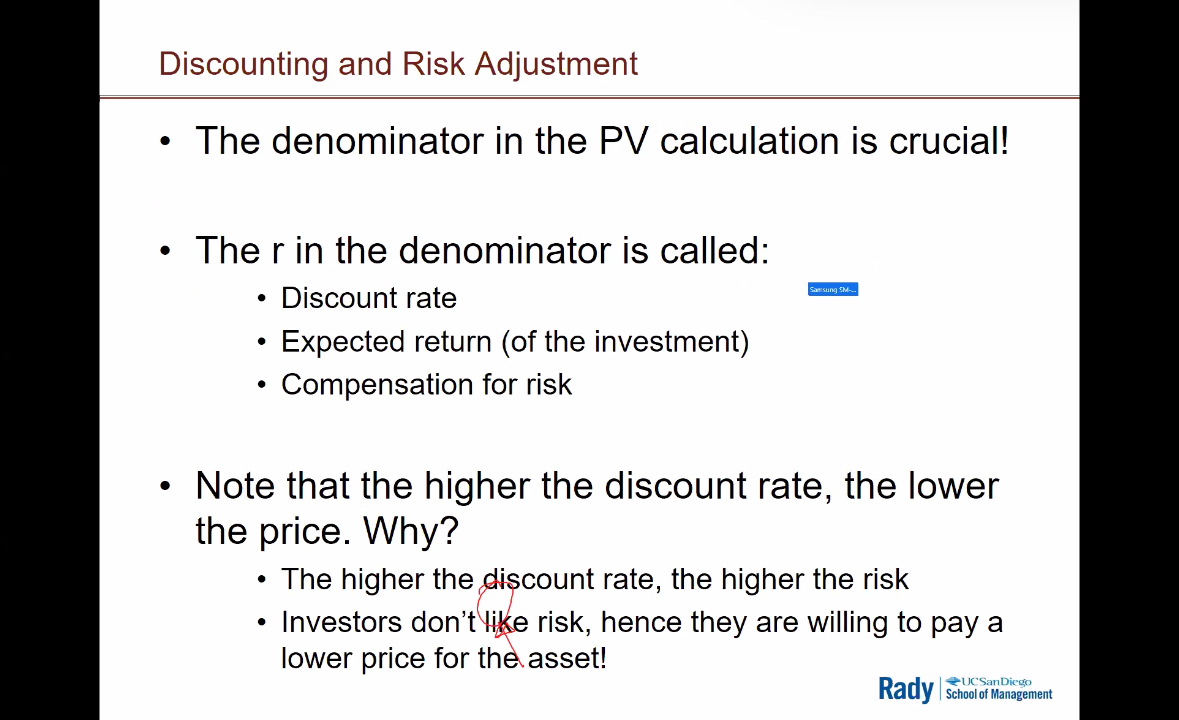 Discounting and Risk Adjustment
• The denominator in the PV calculation is crucial!
• The r in the denominator is called:
• Discount rate
Samsung SM-...
• Expected return (of the investment)
• Compensation for risk
• Note that the higher the discount rate, the lower
the price. Why?
• The higher the discount rate, the higher the risk
• Investors don't like risk, hence they are willing to pay a
lower price for the asset!
Rady | UC San Diego
School of Management